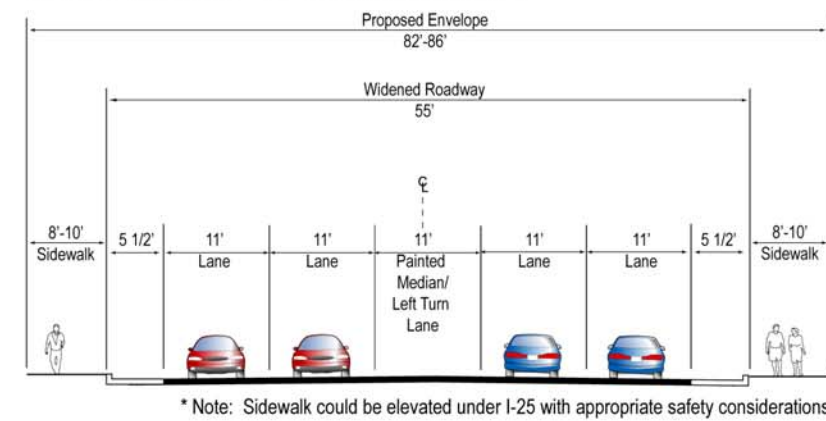 Proposed Envelope
82'-86'
Widened Roadway
55'
℄
8'-10'
Sidewalk
5 1/2'
11'
Lane
11'
Lane
11'
Painted
Median/
Left Turn
Lane
11'
Lane
11'
Lane
5 1/2'
8'-10'
Sidewalk
* Note: Sidewalk could be elevated under I-25 with appropriate safety considerations